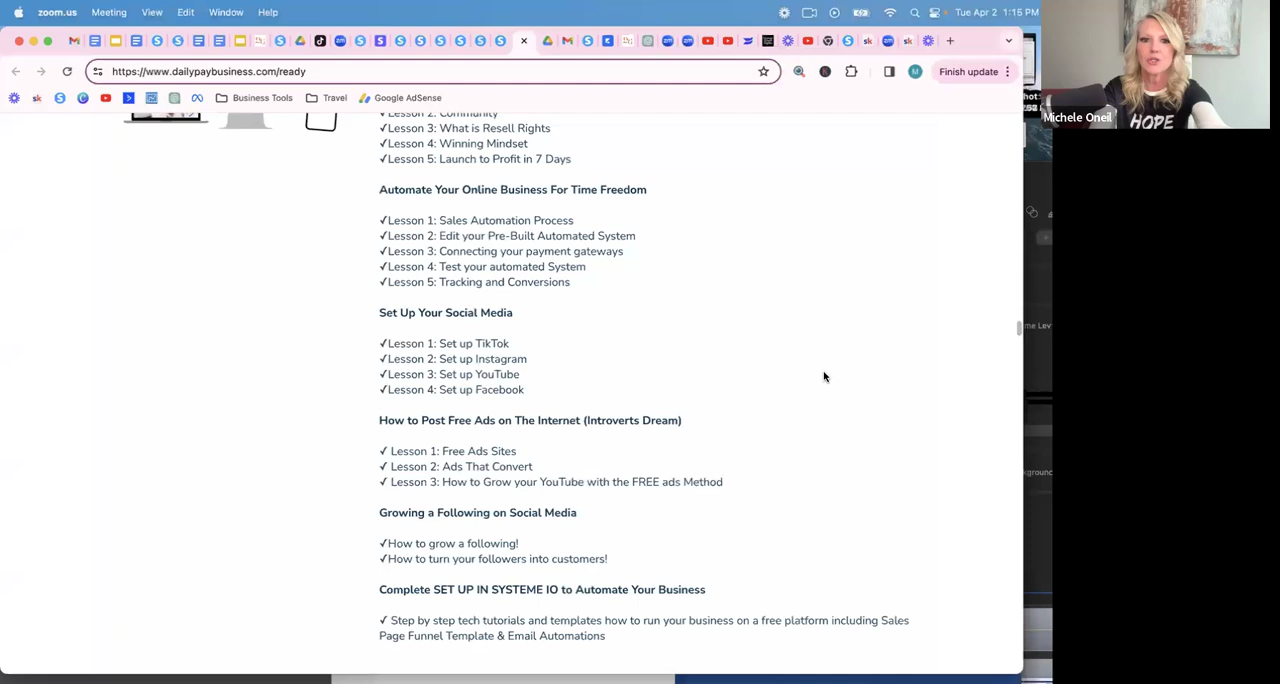 zoom.us Meeting View Edit Window Help
Tue Apr 2 1:15 PM
https://www.dailypaybusiness.com/ready
Finish update
Business Tools Travel Google AdSense
Michele Oneil
HOPE
Lesson 2: Community
✓Lesson 3: What is Resell Rights
✓Lesson 4: Winning Mindset
✓Lesson 5: Launch to Profit in 7 Days
Automate Your Online Business For Time Freedom
✓Lesson 1: Sales Automation Process
✓Lesson 2: Edit your Pre-Built Automated System
✓Lesson 3: Connecting your payment gateways
✓Lesson 4: Test your automated System
✓Lesson 5: Tracking and Conversions
Set Up Your Social Media
✓Lesson 1: Set up TikTok
✓Lesson 2: Set up Instagram
✓Lesson 3: Set up YouTube
✓Lesson 4: Set up Facebook
How to Post Free Ads on The Internet (Introverts Dream)
✓ Lesson 1: Free Ads Sites
✓ Lesson 2: Ads That Convert
✓ Lesson 3: How to Grow your YouTube with the FREE ads Method
Growing a Following on Social Media
✓How to grow a following!
✓How to turn your followers into customers!
Complete SET UP IN SYSTEME IO to Automate Your Business
✓ Step by step tech tutorials and templates how to run your business on a free platform including Sales
Page Funnel Template & Email Automations